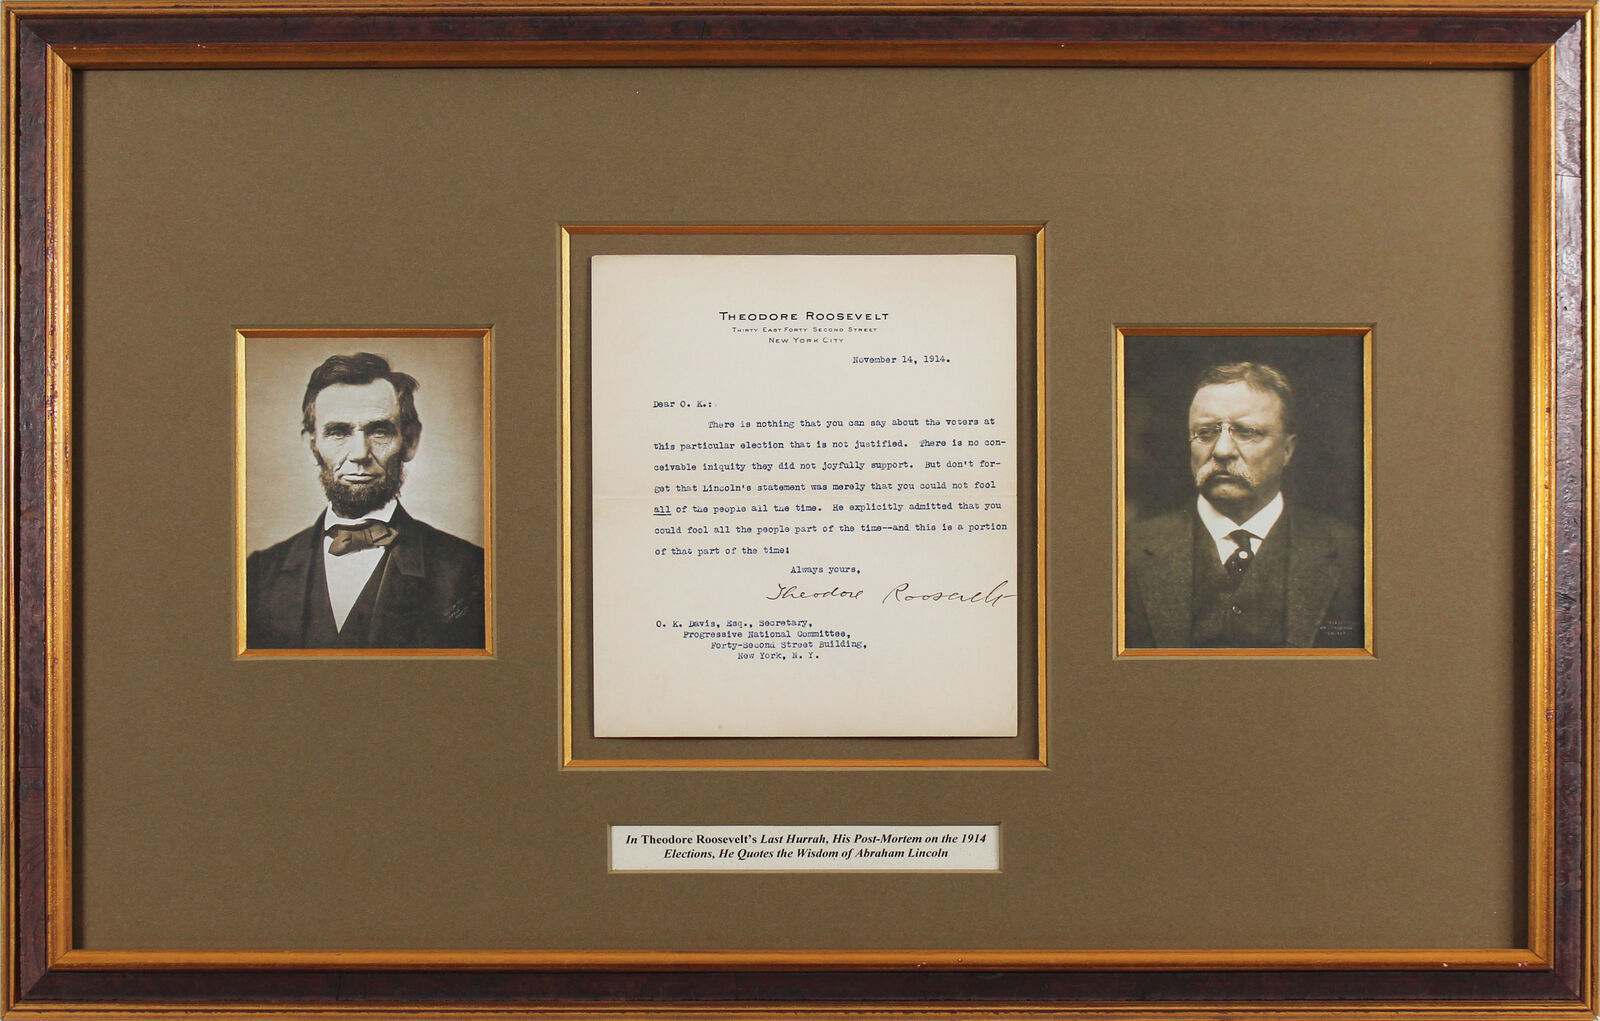 THEODORE ROOSEVELT
THIRTY EAST FORTY SECOND STREET
NEW YORK CITY
November 14, 1914.
Dear O. K.:
There is nothing that you can say about the voters at
this particular election that is not justified. There is no con-
ceivable iniquity they did not joyfully support. But don't for-
get that Lincoln's statement was merely that you could not fool
all of the people all the time. He explicitly admitted that you
could fool all the people part of the time--and this is a portion
of that part of the time!
Always yours,
Theodore Roosevelt
O. K. Davis, Esq., Secretary,
Progressive National Committee,
Forty-Second Street Building,
New York, N. Y.
In Theodore Roosevelt's Last Hurrah, His Post-Mortem on the 1914
Elections, He Quotes the Wisdom of Abraham Lincoln